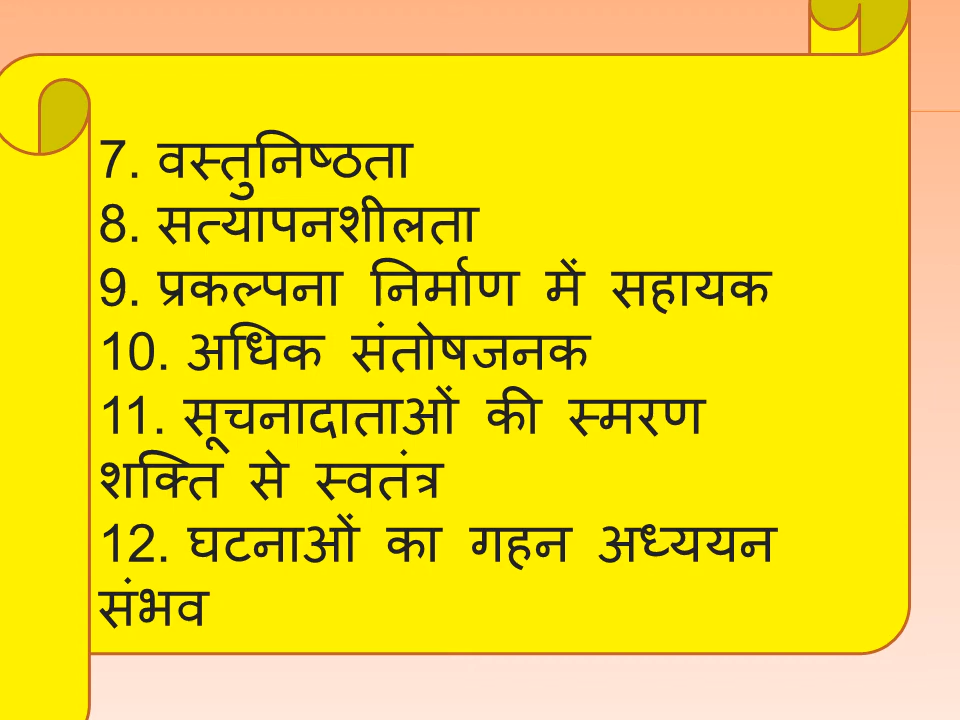 7. वस्तुनिष्ठता
8. सत्यापनशीलता
9. प्रकल्पना निर्माण में सहायक
10. अधिक संतोषजनक
11. सूचनादाताओं की स्मरण
शक्ति से स्वतंत्र
12. घटनाओं का गहन अध्ययन
संभव